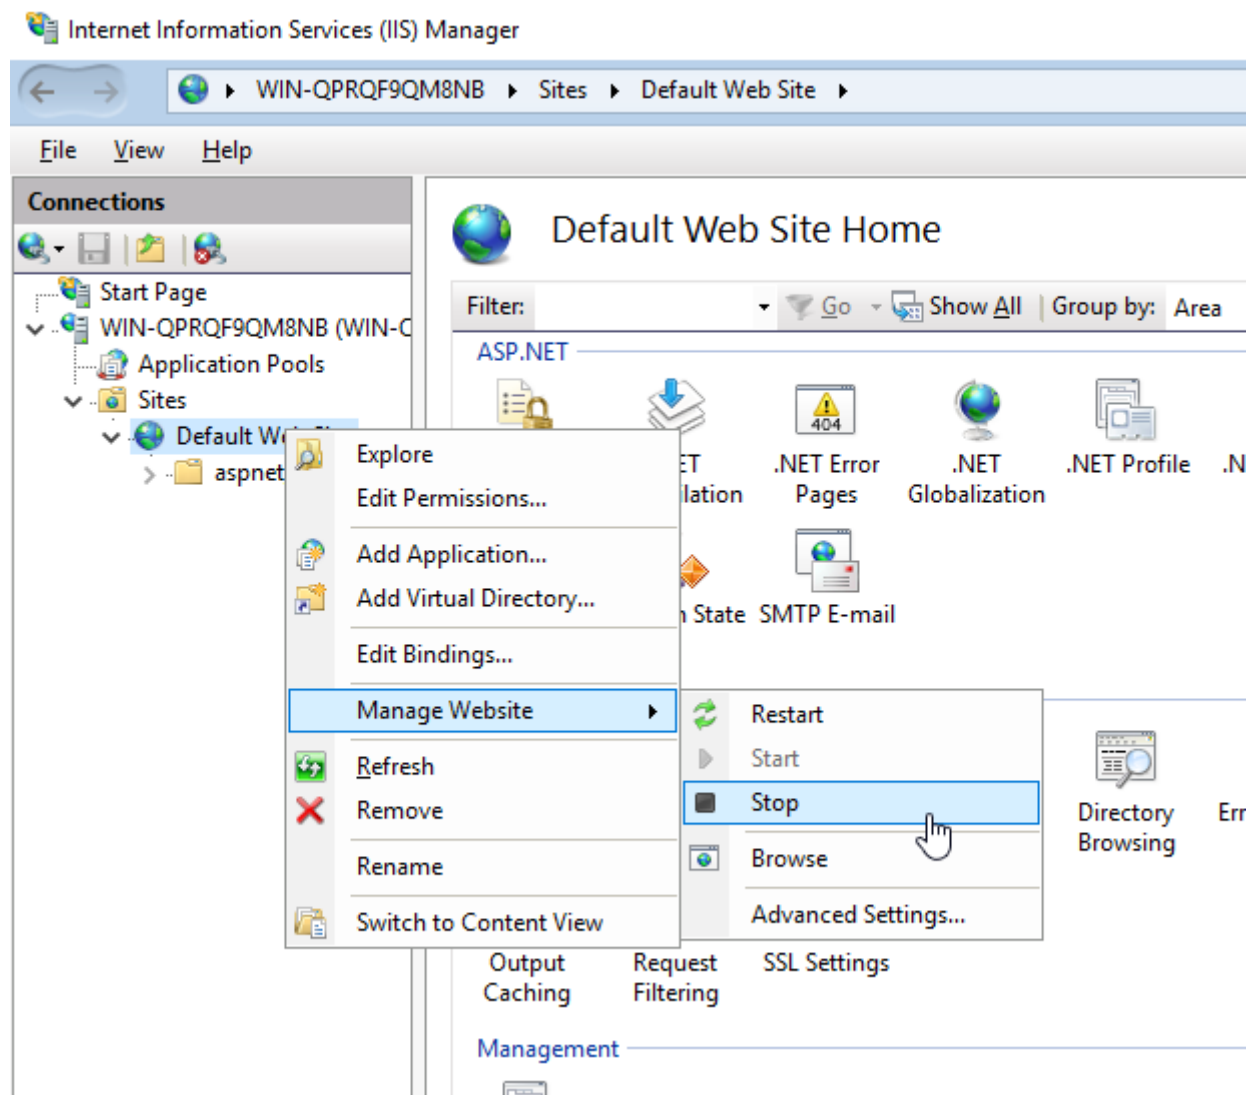 Internet Information Services (IIS) Manager
WIN-QPRQF9QM8NB Sites Default Web Site
File View Help
Connections
Start Page
WIN-QPRQF9QM8NB (WIN-
Application Pools
Sites
Default
aspnet
Default Web Site Home
Filter: Go Show All Group by: Area
ASP.NET
.NET Error Pages
.NET Globalization
.NET Profile
State
SMTP E-mail
Explore
Edit Permissions...
Add Application...
Add Virtual Directory...
Edit Bindings...
Manage Website
Refresh
Remove
Rename
Switch to Content View
Restart
Start
Stop
Browse
Advanced Settings...
404
Directory Browsing
Output Caching
Request Filtering
SSL Settings
Management